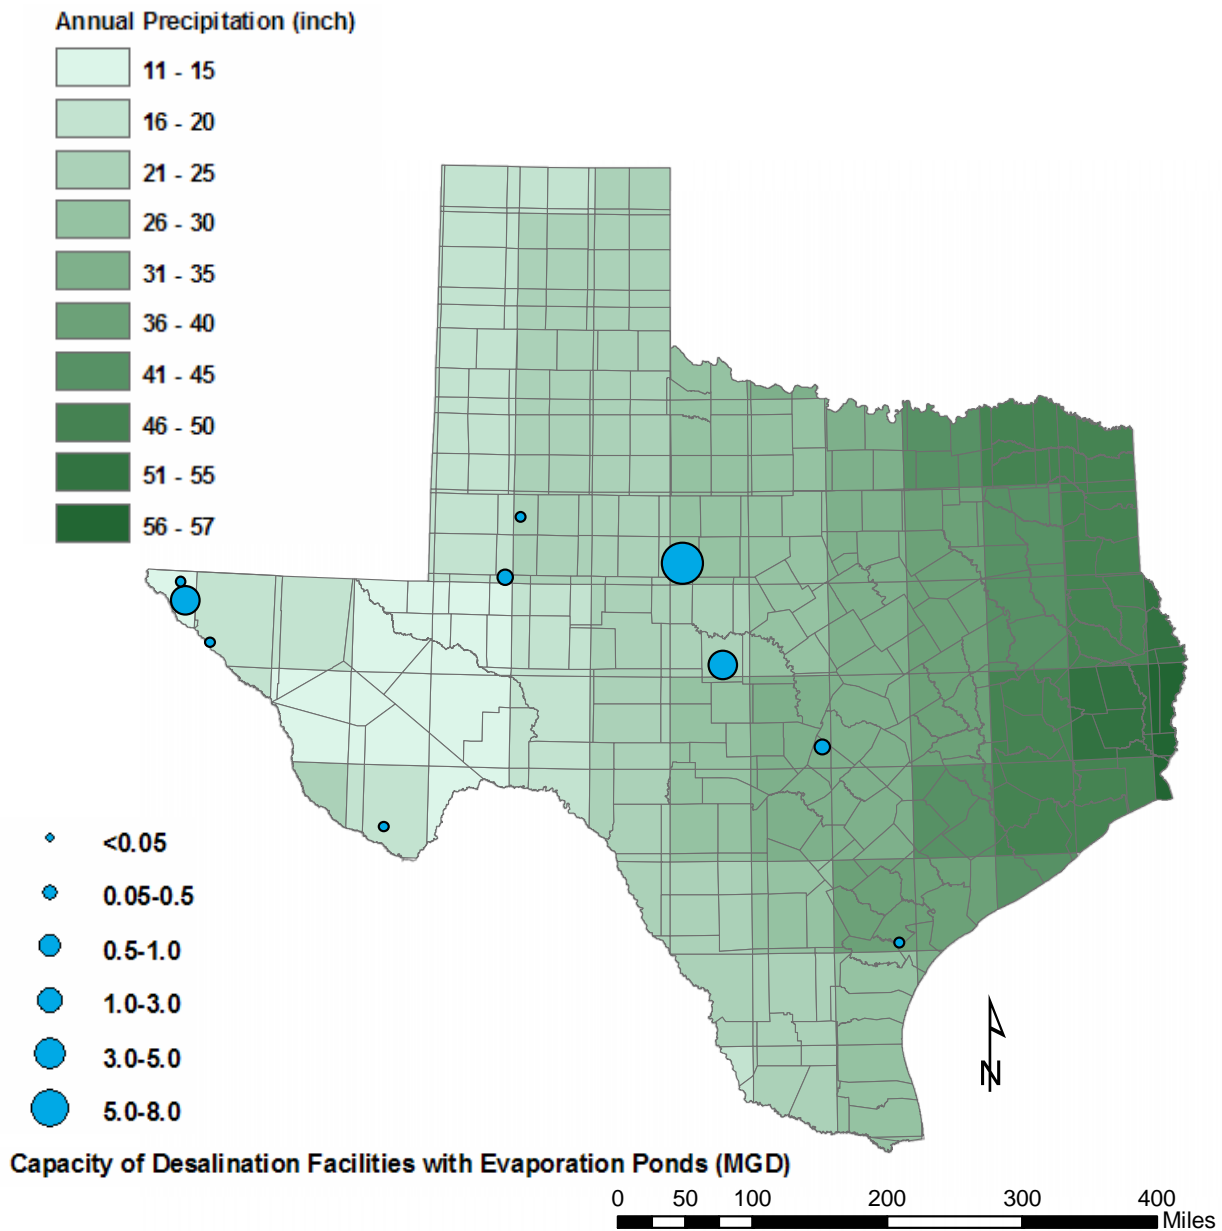 Annual Precipitation (inch)
11 - 15
16 - 20
21 - 25
26 - 30
31 - 35
36 - 40
41 - 45
46 - 50
51 - 55
56 - 57
<0.05
0.05-0.5
0.5-1.0
1.0-3.0
3.0-5.0
5.0-8.0
N
Capacity of Desalination Facilities with Evaporation Ponds (MGD)
0 50 100 200 300 400
Miles